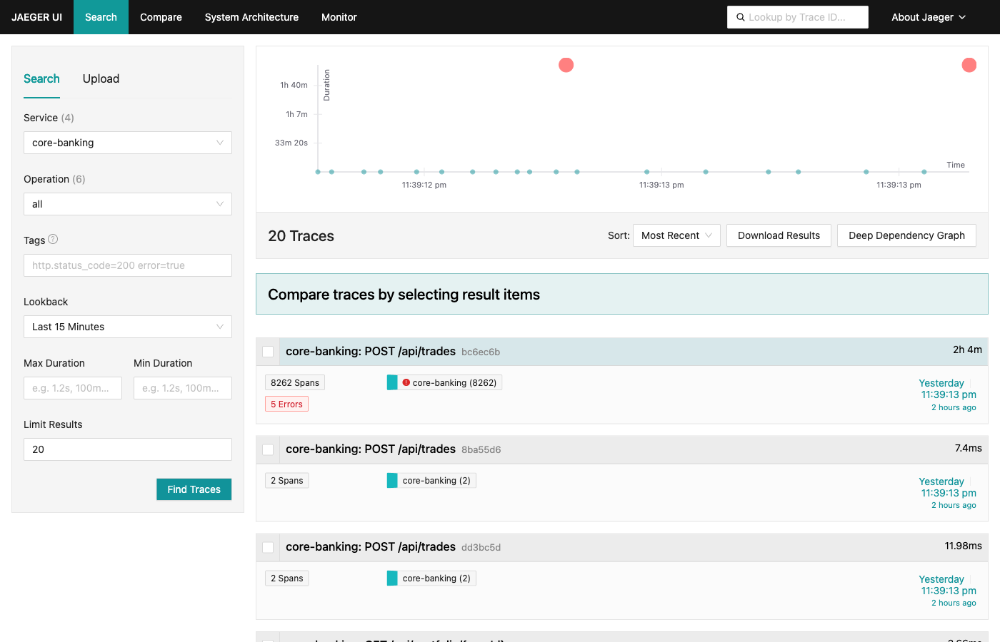 JAEGER UI
Search
Compare
System Architecture
Monitor
Lookup by Trace ID...
About Jaeger
Search
Upload
Service (4)
core-banking
Operation (6)
all
Tags
http.status_code=200 error=true
Lookback
Last 15 Minutes
Max Duration
Min Duration
e.g. 1.2s, 100m...
e.g. 1.2s, 100m...
Limit Results
20
Find Traces
Duration
1h 40m
1h 7m
33m 20s
Time
11:39:12 pm
11:39:13 pm
11:39:13 pm
20 Traces
Sort:
Most Recent
Download Results
Deep Dependency Graph
Compare traces by selecting result items
core-banking: POST /api/trades bc6ec6b
2h 4m
8262 Spans
5 Errors
core-banking (8262)
Yesterday
11:39:13 pm
2 hours ago
core-banking: POST /api/trades 8ba55d6
7.4ms
2 Spans
core-banking (2)
Yesterday
11:39:13 pm
2 hours ago
core-banking: POST /api/trades dd3bc5d
11.98ms
2 Spans
core-banking (2)
Yesterday
11:39:13 pm
2 hours ago